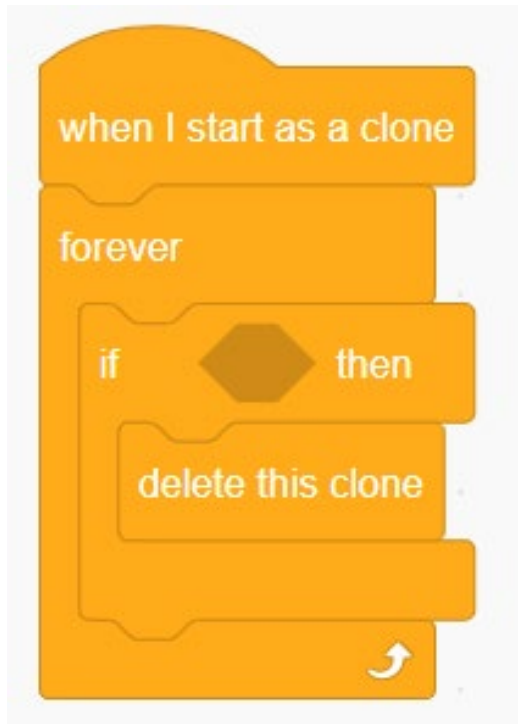 when I start as a clone
forever
if then
delete this clone